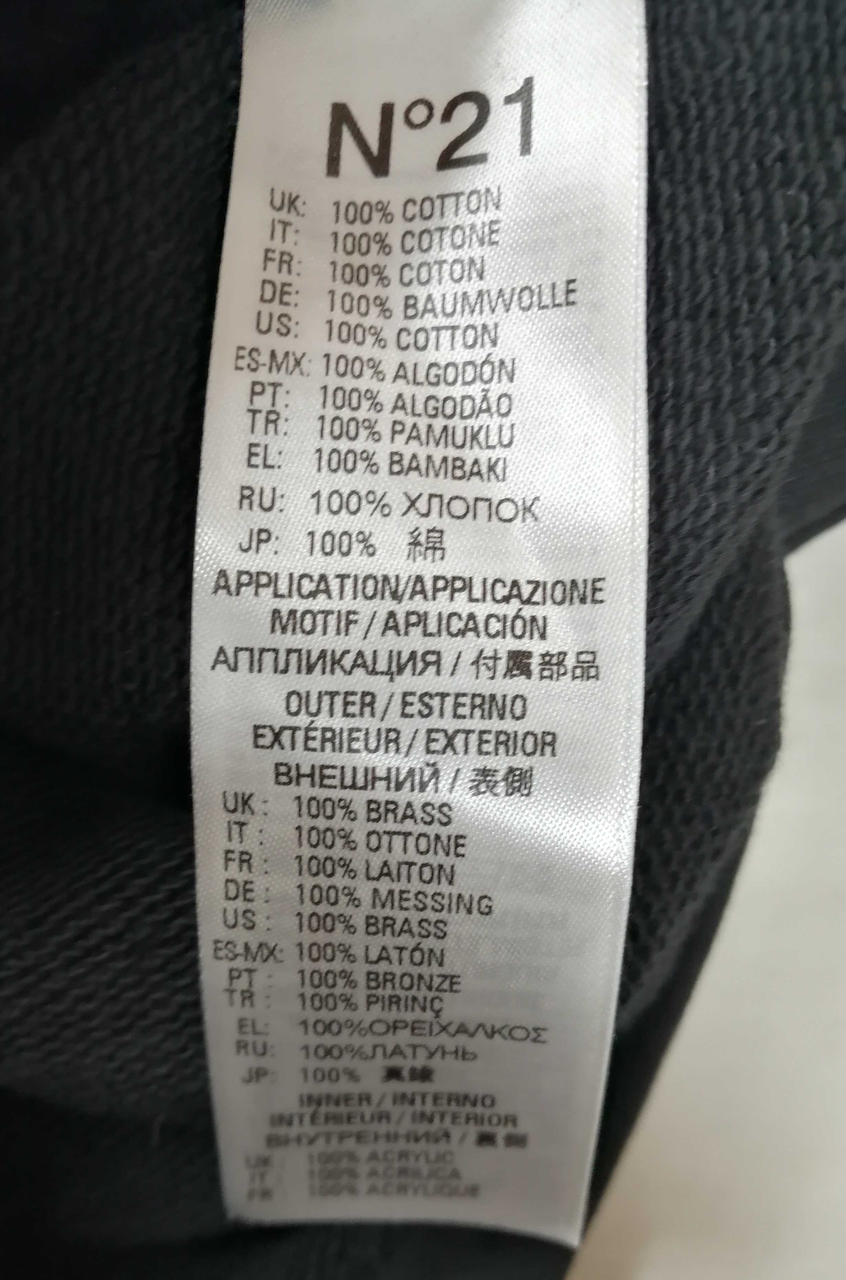 N°21
UK: 100% COTTON
IT: 100% COTONE
FR: 100% COTON
DE: 100% BAUMWOLLE
US: 100% COTTON
ES-MX: 100% ALGODÓN
PT: 100% ALGODÃO
TR: 100% PAMUKLU
EL: 100% BAMBAKI
RU: 100% ХЛОПОК
JP: 100% 綿
APPLICATION/APPLICAZIONE
MOTIF / APLICACIÓN
АППЛИКАЦИЯ / 付属部品
OUTER / ESTERNO
EXTÉRIEUR / EXTERIOR
ВНЕШНИЙ / 表側
UK : 100% BRASS
IT : 100% OTTONE
FR : 100% LAITON
DE : 100% MESSING
US : 100% BRASS
ES-MX: 100% LATÓN
PT : 100% BRONZE
TR : 100% PIRINÇ
EL: 100%ΟΡΕΙΧΑΛΚΟΣ
RU: 100%ЛАТУНЬ
JP: 100% 真鍮
INNER / INTERNO
INTÉRIEUR / INTERIOR
ВНУТРЕННИЙ / 裏側
UK : 100% ACRYLIC
IT : 100% ACRILICA
FR : 100% ACRYLIQUE